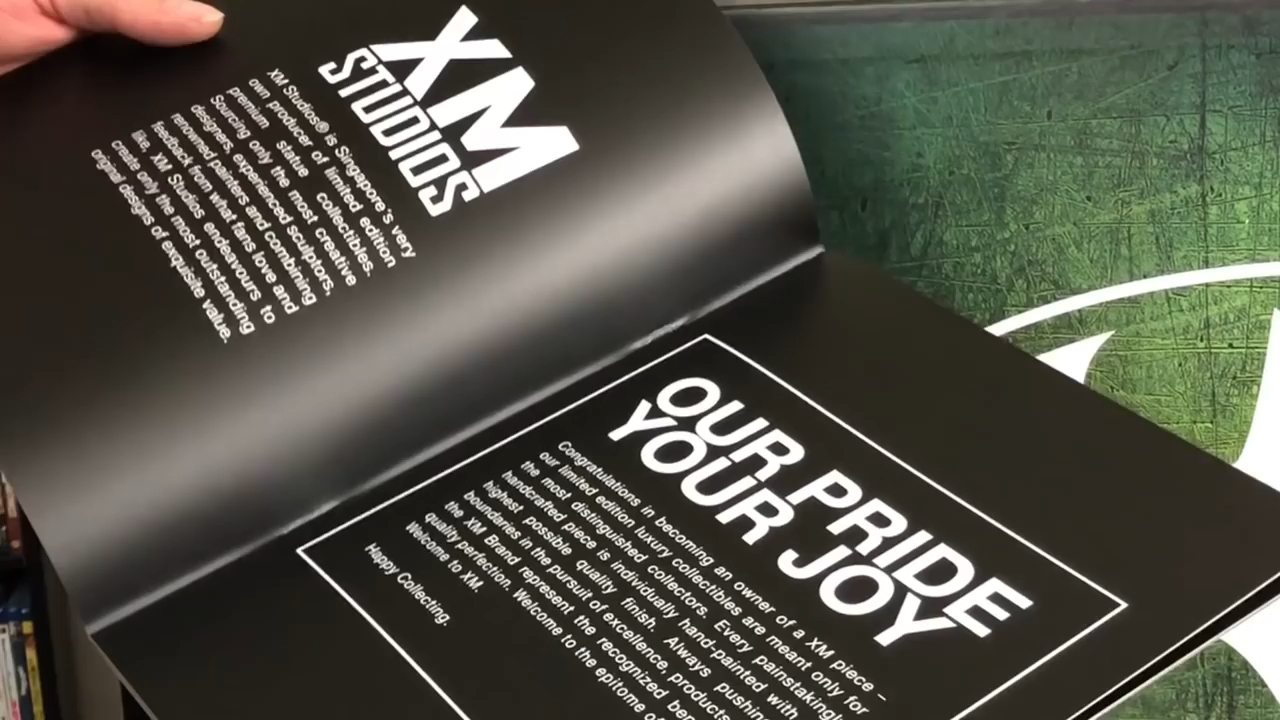 XM
STUDIOS
XM Studios® is Singapore's very
own producer of limited edition
premium statue collectibles.
Sourcing only the most creative
designers, experienced sculptors,
renowned painters and combining
feedback from what fans love and
like, XM Studios endeavours to
create only the most outstanding
original designs of exquisite value.
OUR PRIDE
YOUR JOY
Congratulations in becoming an owner of a XM piece –
our limited edition luxury collectibles are meant only for
the most distinguished collectors. Every painstakingly
handcrafted piece is individually hand-painted with
highest possible quality finish. Always pushing
boundaries in the pursuit of excellence, products
the XM Brand represent the recognized
quality perfection. Welcome to the epitome of
Welcome to XM.
Happy Collecting.